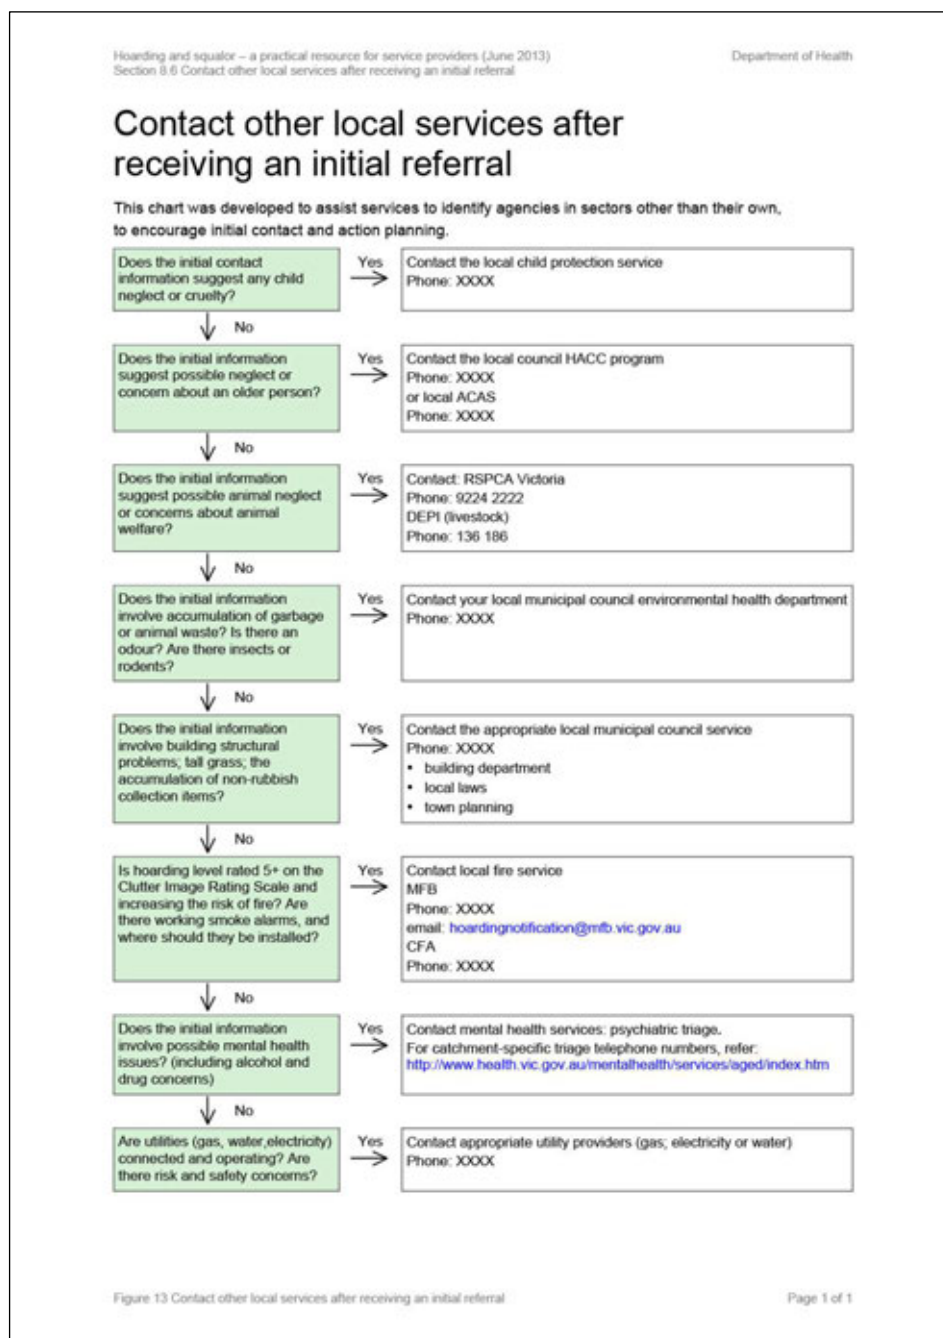 Hoarding and squalor – a practical resource for service providers (June 2013)
Department of Health
Section 8.6 Contact other local services after receiving an initial referral
Contact other local services after
receiving an initial referral
This chart was developed to assist services to identify agencies in sectors other than their own,
to encourage initial contact and action planning.
Does the initial contact
information suggest any child
neglect or cruelty?
Yes
Contact the local child protection service
Phone: XXXX
No
Does the initial information
suggest possible neglect or
concern about an older person?
Yes
Contact the local council HACC program
Phone: XXXX
or local ACAS
Phone: XXXX
No
Does the initial information
suggest possible animal neglect
or concerns about animal
welfare?
Yes
Contact: RSPCA Victoria
Phone: 9224 2222
DEPI (livestock)
Phone: 136 186
No
Does the initial information
involve accumulation of garbage
or animal waste? Is there an
odour? Are there insects or
rodents?
Yes
Contact your local municipal council environmental health department
Phone: XXXX
No
Does the initial information
involve building structural
problems; tall grass; the
accumulation of non-rubbish
collection items?
Yes
Contact the appropriate local municipal council service
Phone: XXXX
• building department
• local laws
• town planning
No
Is hoarding level rated 5+ on the
Clutter Image Rating Scale and
increasing the risk of fire? Are
there working smoke alarms, and
where should they be installed?
Yes
Contact local fire service
MFB
Phone: XXXX
email: hoardingnotification@mfb.vic.gov.au
CFA
Phone: XXXX
No
Does the initial information
involve possible mental health
issues? (including alcohol and
drug concerns)
Yes
Contact mental health services: psychiatric triage.
For catchment-specific triage telephone numbers, refer:
http://www.health.vic.gov.au/mentalhealth/services/aged/index.htm
No
Are utilities (gas, water,electricity)
connected and operating? Are
there risk and safety concerns?
Yes
Contact appropriate utility providers (gas; electricity or water)
Phone: XXXX
Figure 13 Contact other local services after receiving an initial referral
Page 1 of 1